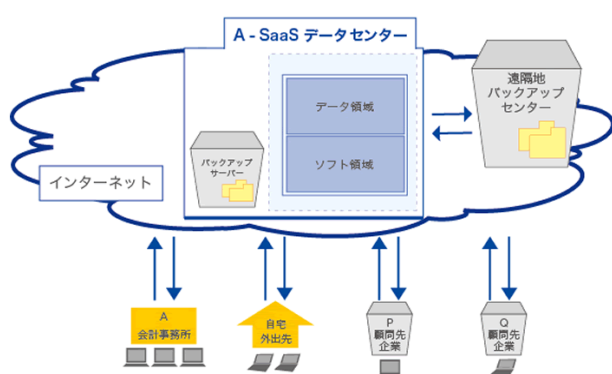 A - SaaS データセンター
遠隔地
バックアップ
センター
データ領域
ソフト領域
バックアップ
サーバー
インターネット
A
会計事務所
自宅
外出先
P
顧問先
企業
Q
顧問先
企業